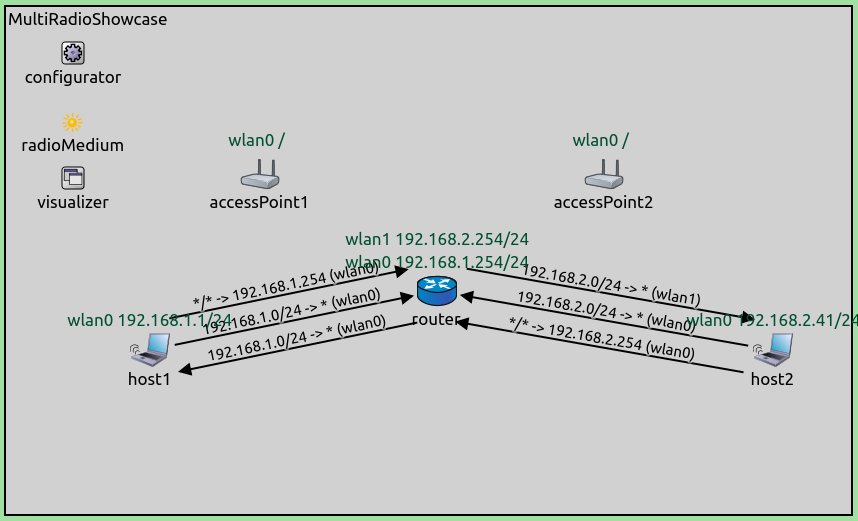 MultiRadioShowcase
configurator
radioMedium
visualizer
wlan0 /
accessPoint1
wlan0 /
accessPoint2
wlan1 192.168.2.254/24
wlan0 192.168.1.254/24
*/* -> 192.168.1.254 (wlan0)
192.168.1.0/24 -> * (wlan0)
192.168.1.0/24 -> * (wlan0)
192.168.2.0/24 -> * (wlan1)
192.168.2.0/24 -> * (wlan0)
*/* -> 192.168.2.254 (wlan0)
router
wlan0 192.168.1.1/24
host1
wlan0 192.168.2.41/24
host2